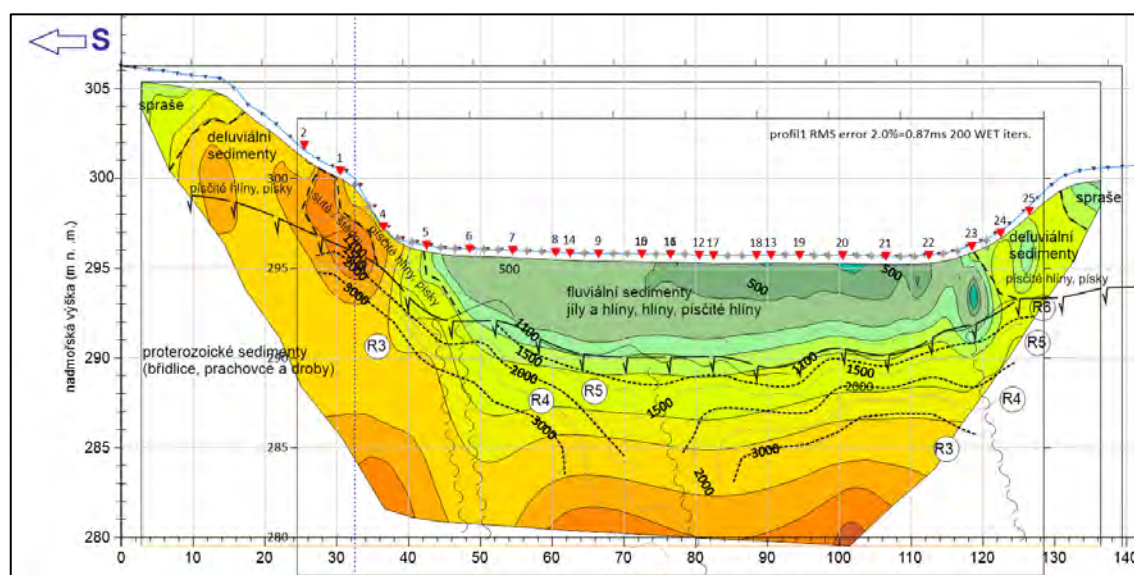 S
305
300
295
290
285
280
nadmořská výška (m n. .m.)
300
295
290
285
280
spraše
deluviální
sedimenty
písčité hlíny, písky
2
1
4
5
6
7
8
14
9
12
17
18
13
19
20
21
22
23
24
25
profil1 RMS error 2.0%=0.87ms 200 WET iters.
písčité hlíny, písky
500
500
500
fluviální sedimenty
jíly a hlíny, hlíny, písčité hlíny
spraše
deluviální
sedimenty
písčité hlíny, písky
R6
R5
R4
R3
proterozoické sedimenty
(břidlice, prachovce a droby)
R3
R4
R5
1100
1500
2000
3000
1500
2000
3000
1100
1500
2000
3000
0
10
20
30
40
50
60
70
80
90
100
110
120
130
140